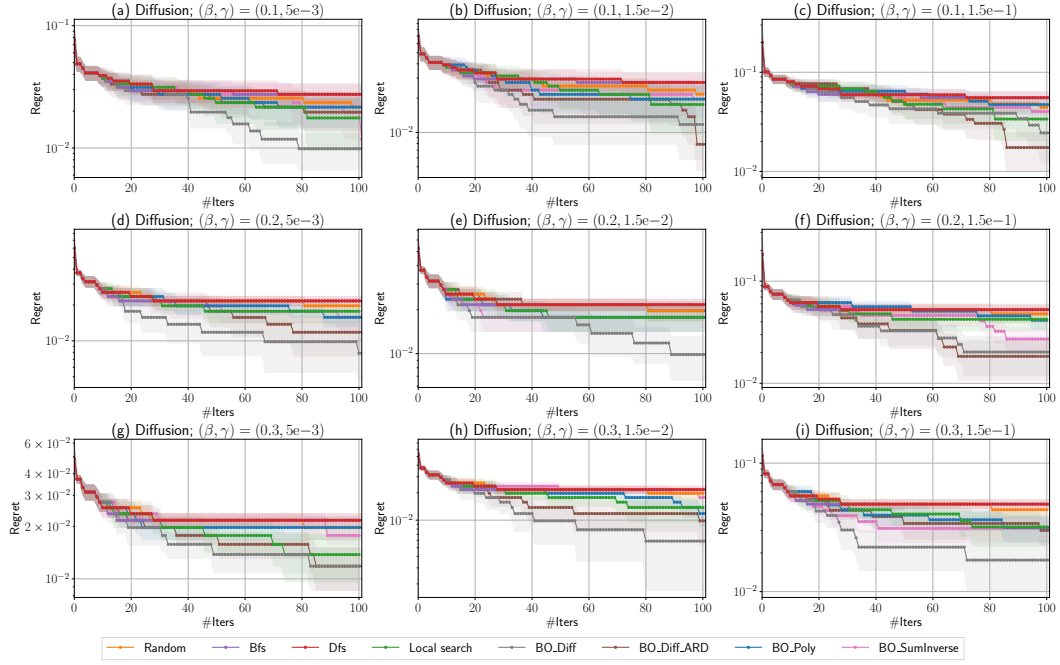 (a) Diffusion; (β, γ) = (0.1, 5e−3)
(b) Diffusion; (β, γ) = (0.1, 1.5e−2)
(c) Diffusion; (β, γ) = (0.1, 1.5e−1)
10⁻¹
10⁻²
Regret
0 20 40 60 80 100
#Iters
10⁻²
Regret
0 20 40 60 80 100
#Iters
10⁻¹
10⁻²
Regret
0 20 40 60 80 100
#Iters
(d) Diffusion; (β, γ) = (0.2, 5e−3)
(e) Diffusion; (β, γ) = (0.2, 1.5e−2)
(f) Diffusion; (β, γ) = (0.2, 1.5e−1)
10⁻²
Regret
0 20 40 60 80 100
#Iters
10⁻²
Regret
0 20 40 60 80 100
#Iters
10⁻¹
10⁻²
Regret
0 20 40 60 80 100
#Iters
(g) Diffusion; (β, γ) = (0.3, 5e−3)
(h) Diffusion; (β, γ) = (0.3, 1.5e−2)
(i) Diffusion; (β, γ) = (0.3, 1.5e−1)
6 × 10⁻²
4 × 10⁻²
3 × 10⁻²
2 × 10⁻²
10⁻²
Regret
0 20 40 60 80 100
#Iters
10⁻²
Regret
0 20 40 60 80 100
#Iters
10⁻¹
10⁻²
Regret
0 20 40 60 80 100
#Iters
Random Bfs Dfs Local search BO_Diff BO_Diff_ARD BO_Poly BO_SumInverse